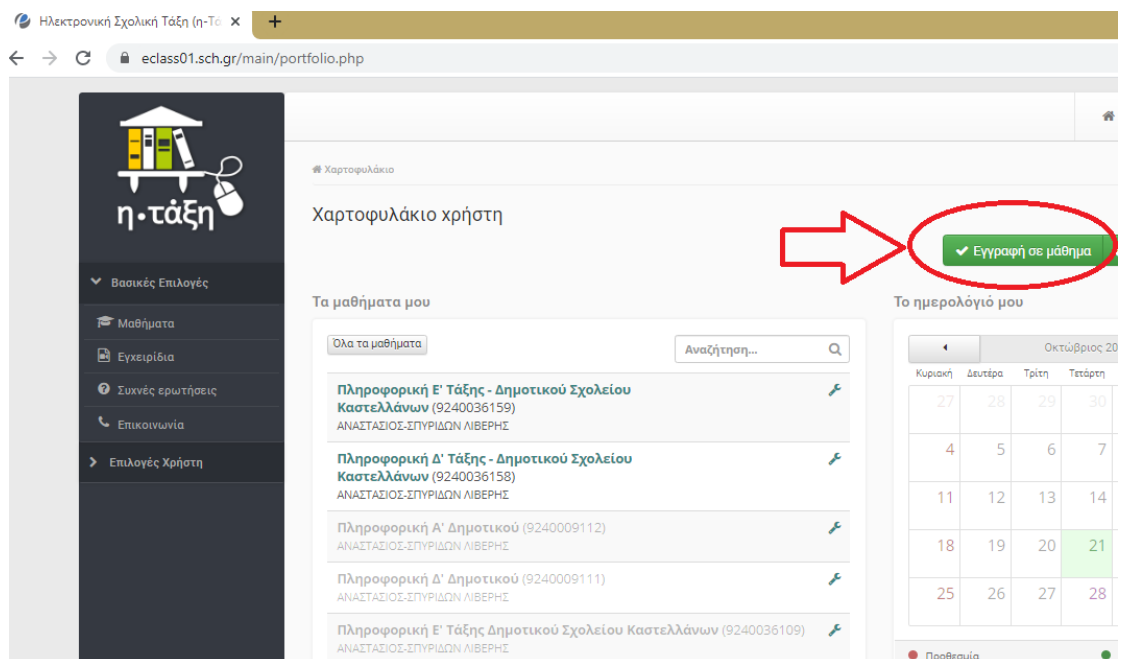 Ηλεκτρονική Σχολική Τάξη (η-Τά
eclass01.sch.gr/main/portfolio.php
η•τάξη
Χαρτοφυλάκιο
Χαρτοφυλάκιο χρήστη
Εγγραφή σε μάθημα
Βασικές Επιλογές
Μαθήματα
Εγχειρίδια
Συχνές ερωτήσεις
Επικοινωνία
Επιλογές Χρήστη
Τα μαθήματα μου
Όλα τα μαθήματα
Αναζήτηση...
Πληροφορική Ε' Τάξης - Δημοτικού Σχολείου
Καστελλάνων (9240036159)
ΑΝΑΣΤΑΣΙΟΣ-ΣΠΥΡΙΔΩΝ ΛΙΒΕΡΗΣ
Πληροφορική Δ' Τάξης - Δημοτικού Σχολείου
Καστελλάνων (9240036158)
ΑΝΑΣΤΑΣΙΟΣ-ΣΠΥΡΙΔΩΝ ΛΙΒΕΡΗΣ
Πληροφορική Α' Δημοτικού (9240009112)
ΑΝΑΣΤΑΣΙΟΣ-ΣΠΥΡΙΔΩΝ ΛΙΒΕΡΗΣ
Πληροφορική Δ' Δημοτικού (9240009111)
ΑΝΑΣΤΑΣΙΟΣ-ΣΠΥΡΙΔΩΝ ΛΙΒΕΡΗΣ
Πληροφορική Ε' Τάξης Δημοτικού Σχολείου Καστελλάνων (9240036109)
ΑΝΑΣΤΑΣΙΟΣ-ΣΠΥΡΙΔΩΝ ΛΙΒΕΡΗΣ
Το ημερολόγιό μου
Οκτώβριος 20
Κυριακή Δευτέρα Τρίτη Τετάρτη
27 28 29 30
4 5 6 7
11 12 13 14
18 19 20 21
25 26 27 28
Προθεσμία